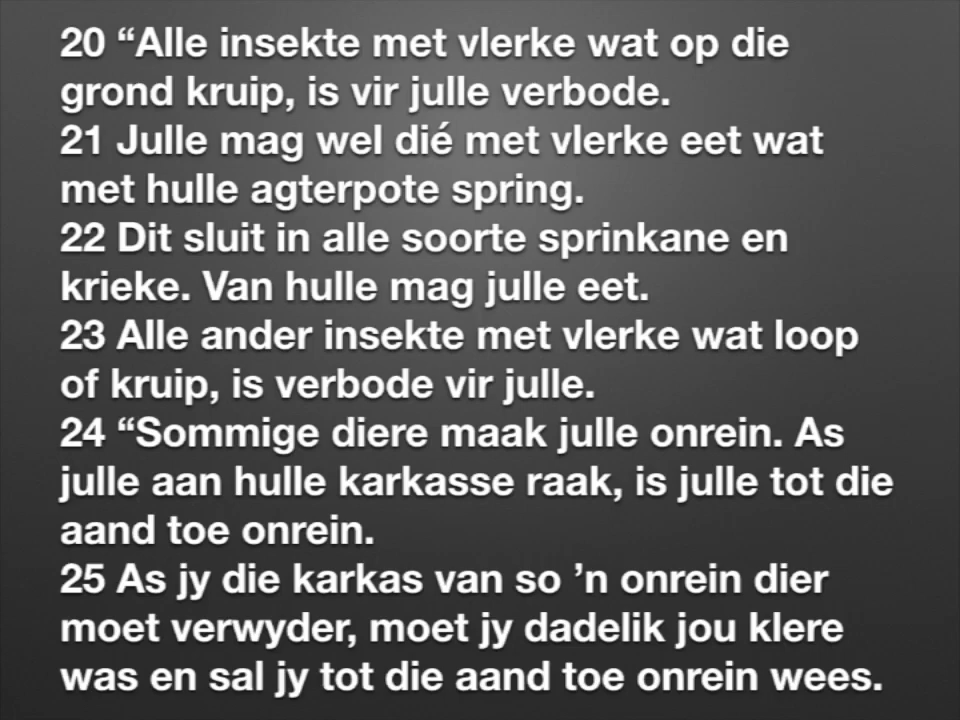 20 “Alle insekte met vlerke wat op die
grond kruip, is vir julle verbode.
21 Julle mag wel dié met vlerke eet wat
met hulle agterpote spring.
22 Dit sluit in alle soorte sprinkane en
krieke. Van hulle mag julle eet.
23 Alle ander insekte met vlerke wat loop
of kruip, is verbode vir julle.
24 “Sommige diere maak julle onrein. As
julle aan hulle karkasse raak, is julle tot die
aand toe onrein.
25 As jy die karkas van so ’n onrein dier
moet verwyder, moet jy dadelik jou klere
was en sal jy tot die aand toe onrein wees.